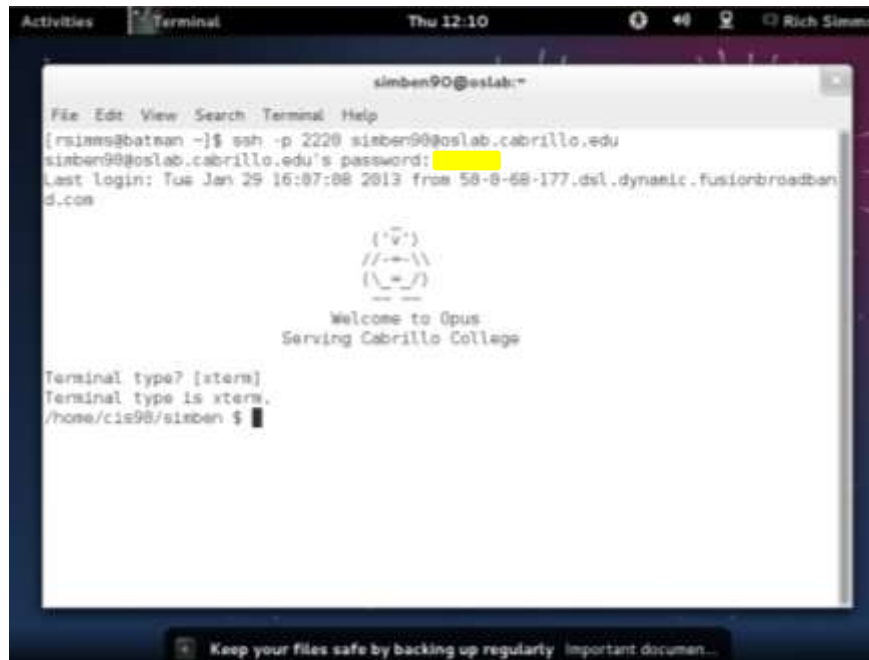 Activities Terminal Thu 12:10 Rich Simms
simben90@oslab:~
File Edit View Search Terminal Help
[rsimms@batman ~]$ ssh -p 2220 simben90@oslab.cabrillo.edu
simben90@oslab.cabrillo.edu's password:
Last login: Tue Jan 29 16:07:08 2013 from 50-0-68-177.dsl.dynamic.fusionbroadban
d.com
('v')
//-=-\\
(\_=_/)
Welcome to Opus
Serving Cabrillo College
Terminal type? [xterm]
Terminal type is xterm.
/home/cis90/simben $
Keep your files safe by backing up regularly Important documen...